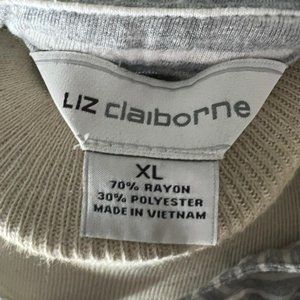 LIZ claiborne
XL
70% RAYON
30% POLYESTER
MADE IN VIETNAM